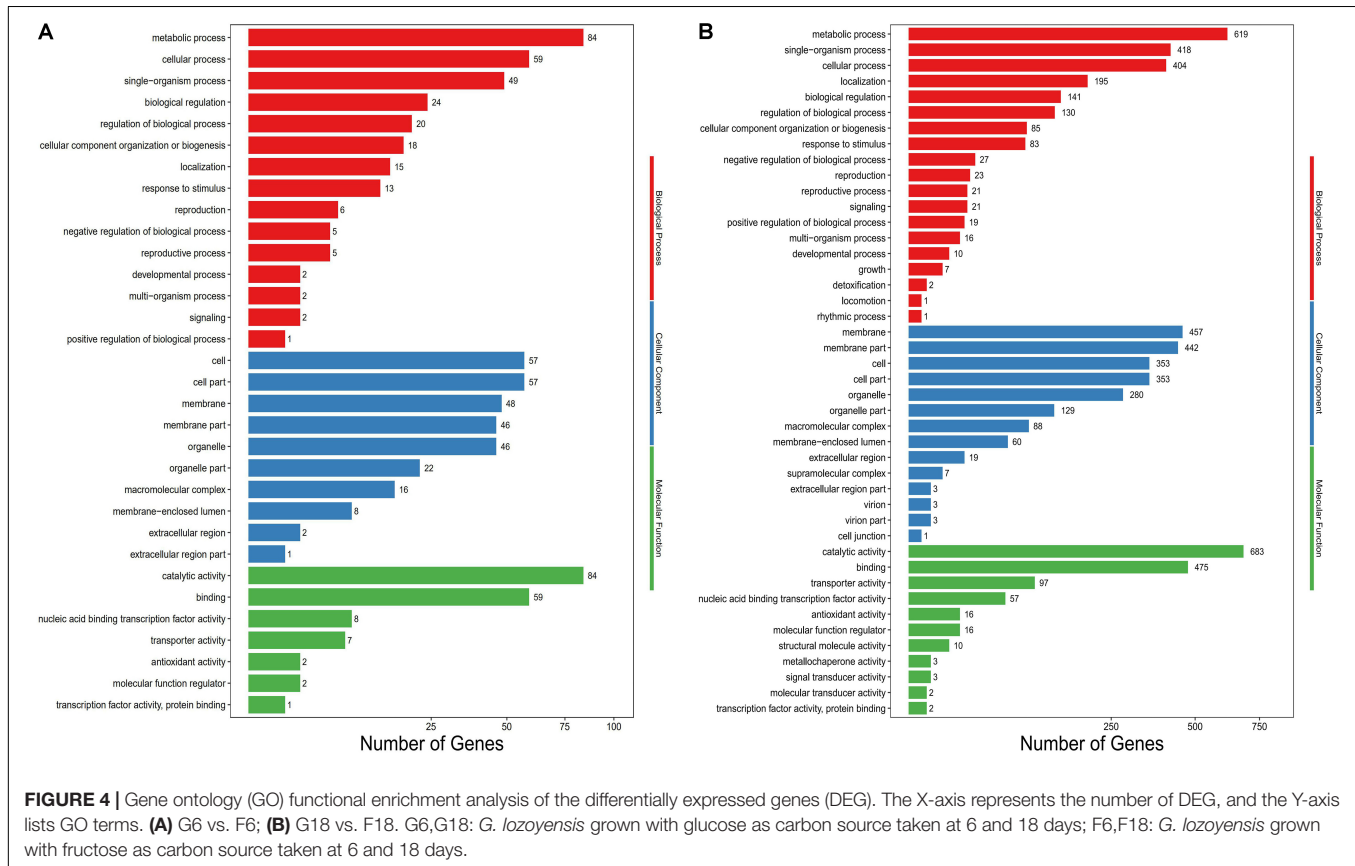 A
metabolic process 84
cellular process 59
single-organism process 49
biological regulation 24
regulation of biological process 20
cellular component organization or biogenesis 18
localization 15
response to stimulus 13
reproduction 6
negative regulation of biological process 5
reproductive process 5
developmental process 2
multi-organism process 2
signaling 2
positive regulation of biological process 1
cell 57
cell part 57
membrane 48
membrane part 46
organelle 46
organelle part 22
macromolecular complex 16
membrane-enclosed lumen 8
extracellular region 2
extracellular region part 1
catalytic activity 84
binding 59
nucleic acid binding transcription factor activity 8
transporter activity 7
antioxidant activity 2
molecular function regulator 2
transcription factor activity, protein binding 1
25 50 75 100
Number of Genes
Biological Process
Cellular Component
Molecular Function
B
metabolic process 619
single-organism process 418
cellular process 404
localization 195
biological regulation 141
regulation of biological process 130
cellular component organization or biogenesis 85
response to stimulus 83
negative regulation of biological process 27
reproduction 23
reproductive process 21
signaling 21
positive regulation of biological process 19
multi-organism process 16
developmental process 10
growth 7
detoxification 2
locomotion 1
rhythmic process 1
membrane 457
membrane part 442
cell 353
cell part 353
organelle 280
organelle part 129
macromolecular complex 88
membrane-enclosed lumen 60
extracellular region 19
supramolecular complex 7
extracellular region part 3
virion 3
virion part 3
cell junction 1
catalytic activity 683
binding 475
transporter activity 97
nucleic acid binding transcription factor activity 57
antioxidant activity 16
molecular function regulator 16
structural molecule activity 10
metallochaperone activity 3
signal transducer activity 3
molecular transducer activity 2
transcription factor activity, protein binding 2
250 500 750
Number of Genes
Biological Process
Cellular Component
Molecular Function
FIGURE 4 | Gene ontology (GO) functional enrichment analysis of the differentially expressed genes (DEG). The X-axis represents the number of DEG, and the Y-axis
lists GO terms. (A) G6 vs. F6; (B) G18 vs. F18. G6,G18: G. lozoyensis grown with glucose as carbon source taken at 6 and 18 days; F6,F18: G. lozoyensis grown
with fructose as carbon source taken at 6 and 18 days.